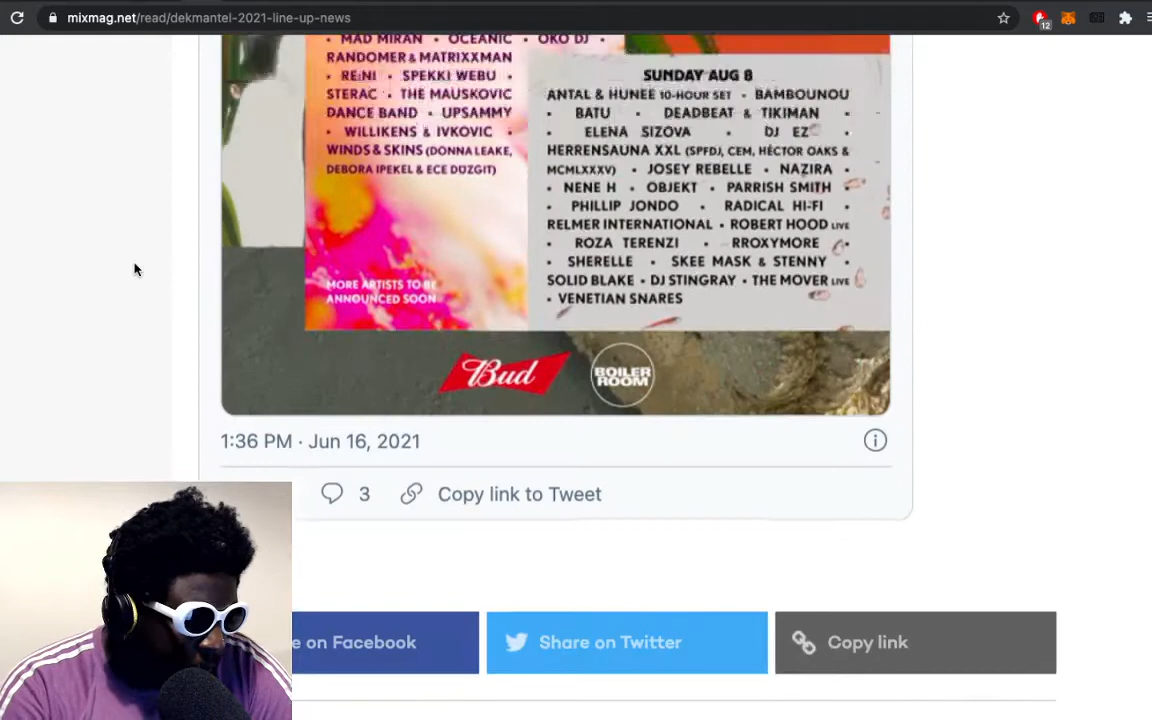 mixmag.net/read/dekmantel-2021-line-up-news
12
MAD MIRAN • OCEANIC • OKO DJ •
RANDOMER & MATRIXXMAN
• RE:NI • SPEKKI WEBU •
STERAC • THE MAUSKOVIC
DANCE BAND • UPSAMMY
• WILLIKENS & IVKOVIC •
WINDS & SKINS (DONNA LEAKE,
DEBORA IPEKEL & ECE DUZGIT)
MORE ARTISTS TO BE
ANNOUNCED SOON
SUNDAY AUG 8
ANTAL & HUNEE 10-HOUR SET • BAMBOUNOU
• BATU • DEADBEAT & TIKIMAN •
• ELENA SIZOVA • DJ EZ •
HERRENSAUNA XXL (SPFDJ, CEM, HÉCTOR OAKS &
MCMLXXXV) • JOSEY REBELLE • NAZIRA •
• NENE H • OBJEKT • PARRISH SMITH •
• PHILLIP JONDO • RADICAL HI-FI •
RELMER INTERNATIONAL • ROBERT HOOD LIVE
• ROZA TERENZI • RROXYMORE •
• SHERELLE • SKEE MASK & STENNY •
SOLID BLAKE • DJ STINGRAY • THE MOVER LIVE
• VENETIAN SNARES
Bud
BOILER
ROOM
1:36 PM · Jun 16, 2021
3 Copy link to Tweet
e on Facebook
Share on Twitter
Copy link